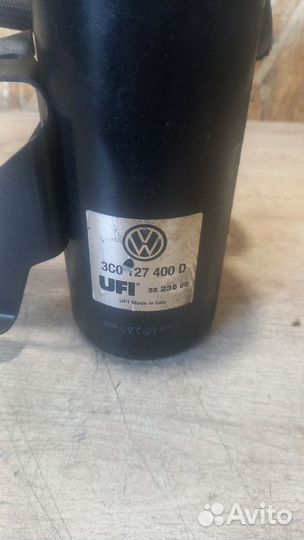 3C0 127 400 D
UFI 55 236 00
UFI Made in Italy
Avito